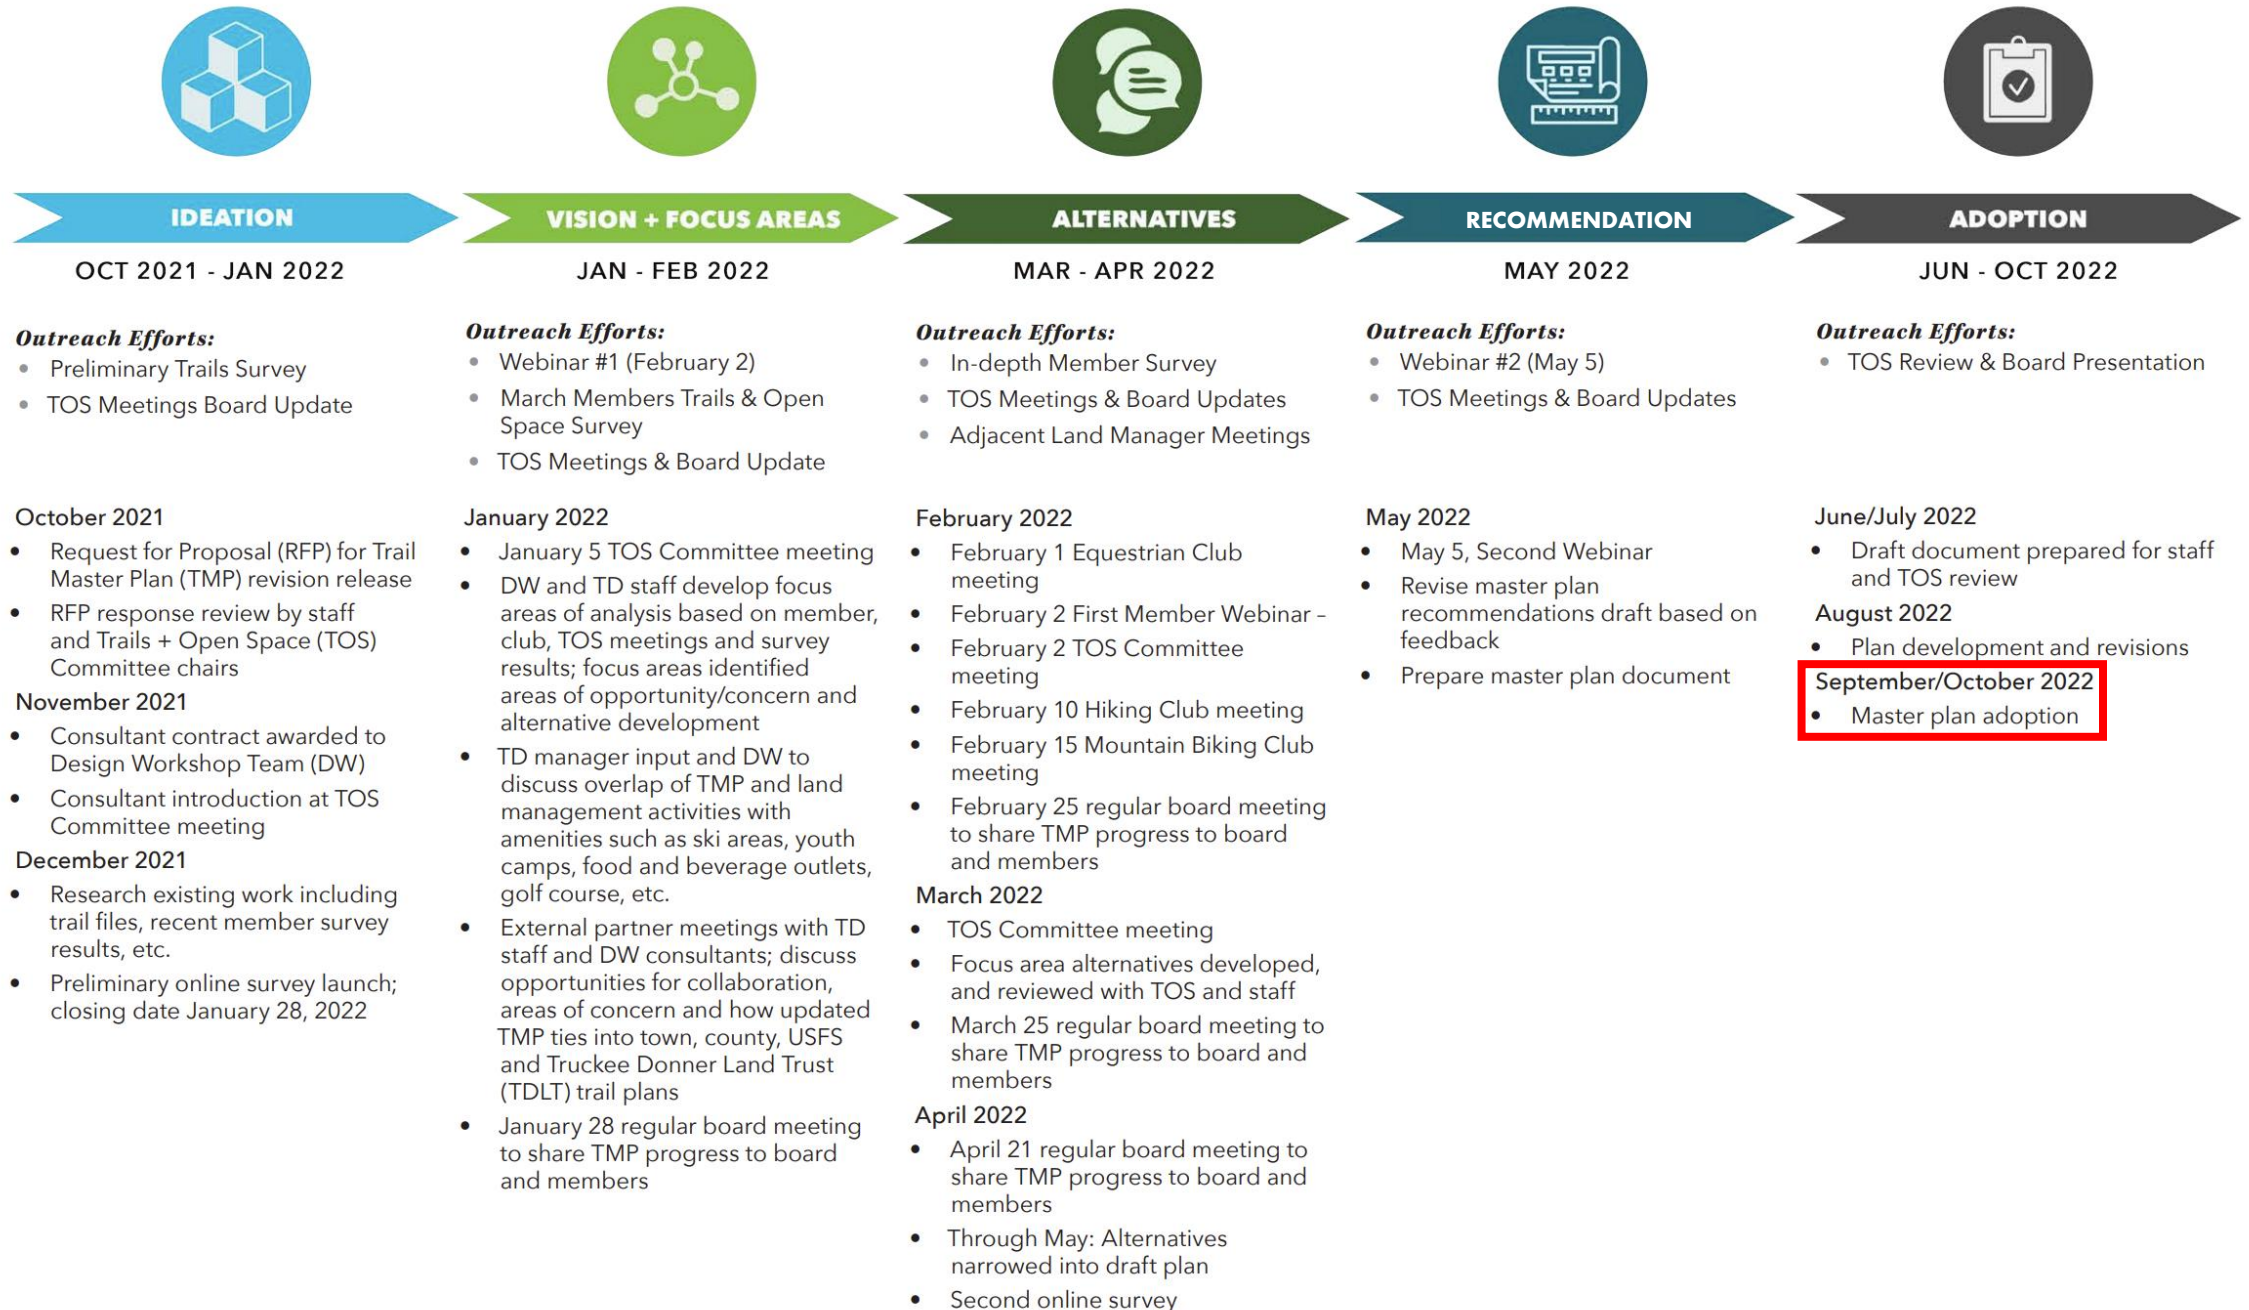 IDEATION
OCT 2021 - JAN 2022
Outreach Efforts:
• Preliminary Trails Survey
• TOS Meetings Board Update
October 2021
• Request for Proposal (RFP) for Trail
Master Plan (TMP) revision release
• RFP response review by staff
and Trails + Open Space (TOS)
Committee chairs
November 2021
• Consultant contract awarded to
Design Workshop Team (DW)
• Consultant introduction at TOS
Committee meeting
December 2021
• Research existing work including
trail files, recent member survey
results, etc.
• Preliminary online survey launch;
closing date January 28, 2022
VISION + FOCUS AREAS
JAN - FEB 2022
Outreach Efforts:
• Webinar #1 (February 2)
• March Members Trails & Open
Space Survey
• TOS Meetings & Board Update
January 2022
• January 5 TOS Committee meeting
• DW and TD staff develop focus
areas of analysis based on member,
club, TOS meetings and survey
results; focus areas identified
areas of opportunity/concern and
alternative development
• TD manager input and DW to
discuss overlap of TMP and land
management activities with
amenities such as ski areas, youth
camps, food and beverage outlets,
golf course, etc.
• External partner meetings with TD
staff and DW consultants; discuss
opportunities for collaboration,
areas of concern and how updated
TMP ties into town, county, USFS
and Truckee Donner Land Trust
(TDLT) trail plans
• January 28 regular board meeting
to share TMP progress to board
and members
ALTERNATIVES
MAR - APR 2022
Outreach Efforts:
• In-depth Member Survey
• TOS Meetings & Board Updates
• Adjacent Land Manager Meetings
February 2022
• February 1 Equestrian Club
meeting
• February 2 First Member Webinar –
• February 2 TOS Committee
meeting
• February 10 Hiking Club meeting
• February 15 Mountain Biking Club
meeting
• February 25 regular board meeting
to share TMP progress to board
and members
March 2022
• TOS Committee meeting
• Focus area alternatives developed,
and reviewed with TOS and staff
• March 25 regular board meeting to
share TMP progress to board and
members
April 2022
• April 21 regular board meeting to
share TMP progress to board and
members
• Through May: Alternatives
narrowed into draft plan
• Second online survey
RECOMMENDATION
MAY 2022
Outreach Efforts:
• Webinar #2 (May 5)
• TOS Meetings & Board Updates
May 2022
• May 5, Second Webinar
• Revise master plan
recommendations draft based on
feedback
• Prepare master plan document
ADOPTION
JUN - OCT 2022
Outreach Efforts:
• TOS Review & Board Presentation
June/July 2022
• Draft document prepared for staff
and TOS review
August 2022
• Plan development and revisions
September/October 2022
• Master plan adoption